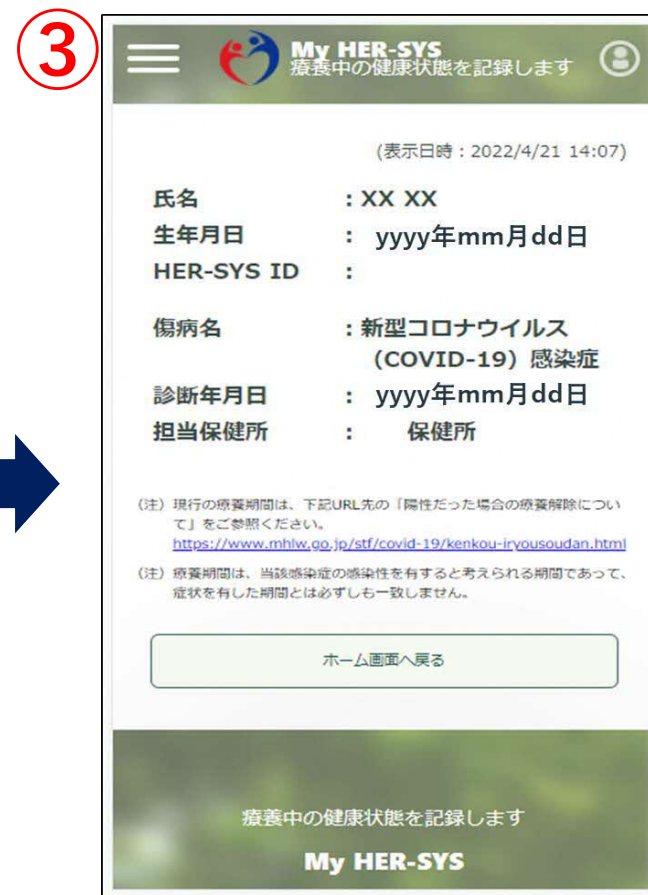 ③
My HER-SYS
療養中の健康状態を記録します
(表示日時：2022/4/21 14:07)
氏名 ：XX XX
生年月日 ： yyyy年mm月dd日
HER-SYS ID ：
傷病名 ：新型コロナウイルス
（COVID-19）感染症
診断年月日 ： yyyy年mm月dd日
担当保健所 ： 保健所
（注）現行の療養期間は、下記URL先の「陽性だった場合の療養解除につい
て」をご参照ください。
https://www.mhlw.go.jp/stf/covid-19/kenkou-iryousoudan.html
（注）療養期間は、当該感染症の感染性を有すると考えられる期間であって、
症状を有した期間とは必ずしも一致しません。
ホーム画面へ戻る
療養中の健康状態を記録します
My HER-SYS